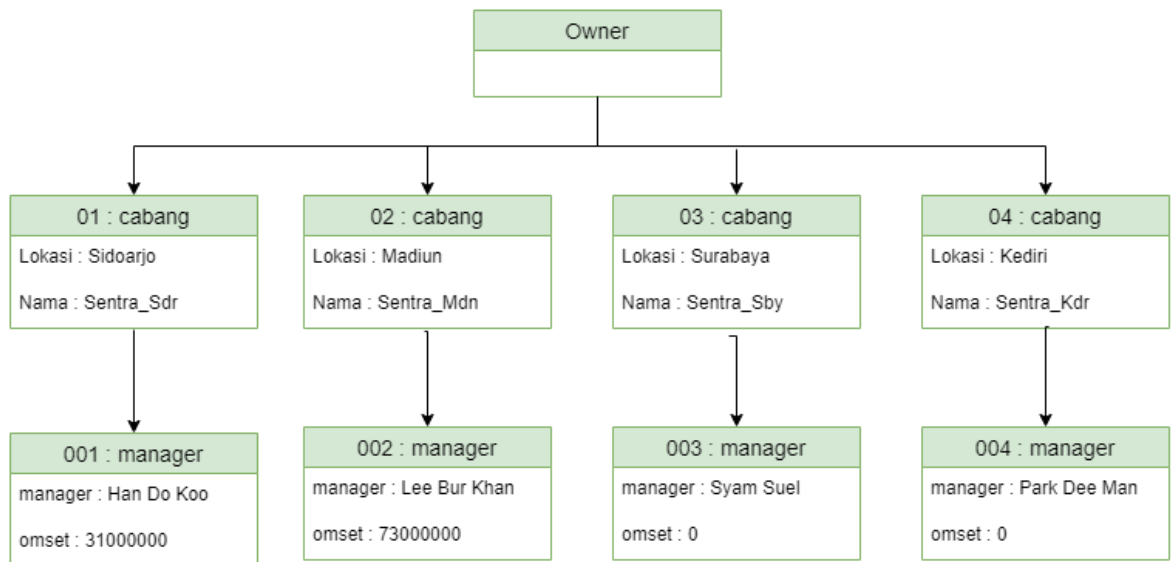 Owner
01 : cabang
Lokasi : Sidoarjo
Nama : Sentra_Sdr
02 : cabang
Lokasi : Madiun
Nama : Sentra_Mdn
03 : cabang
Lokasi : Surabaya
Nama : Sentra_Sby
04 : cabang
Lokasi : Kediri
Nama : Sentra_Kdr
001 : manager
manager : Han Do Koo
omset : 31000000
002 : manager
manager : Lee Bur Khan
omset : 73000000
003 : manager
manager : Syam Suel
omset : 0
004 : manager
manager : Park Dee Man
omset : 0